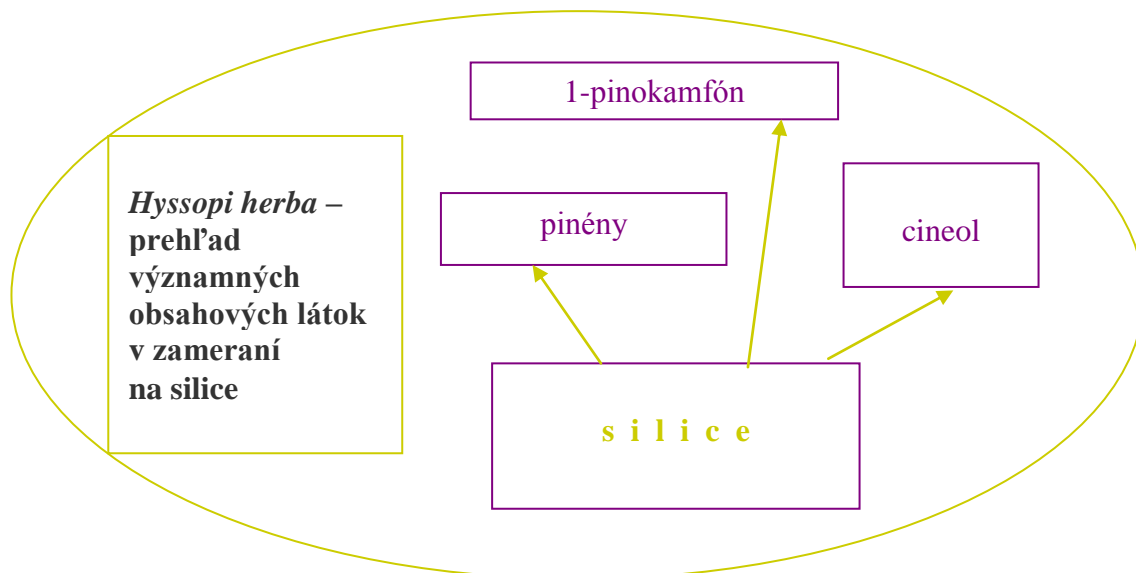 1-pinokamfón
Hyssopi herba –
prehľad
významných
obsahových látok
v zameraní
na silice
pinény
cineol
s i l i c e